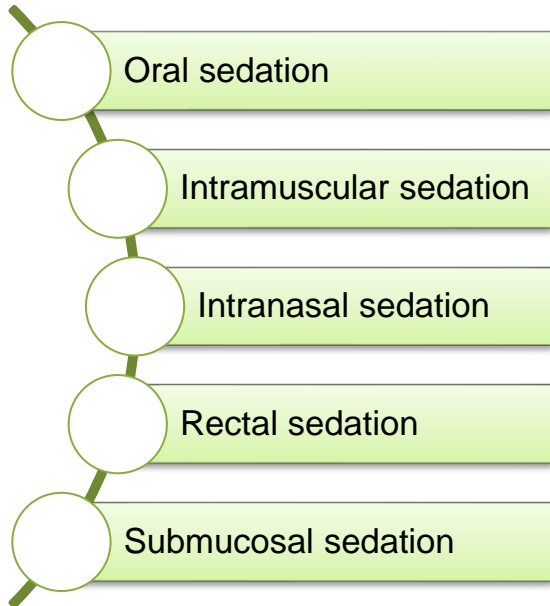 Oral sedation
Intramuscular sedation
Intranasal sedation
Rectal sedation
Submucosal sedation